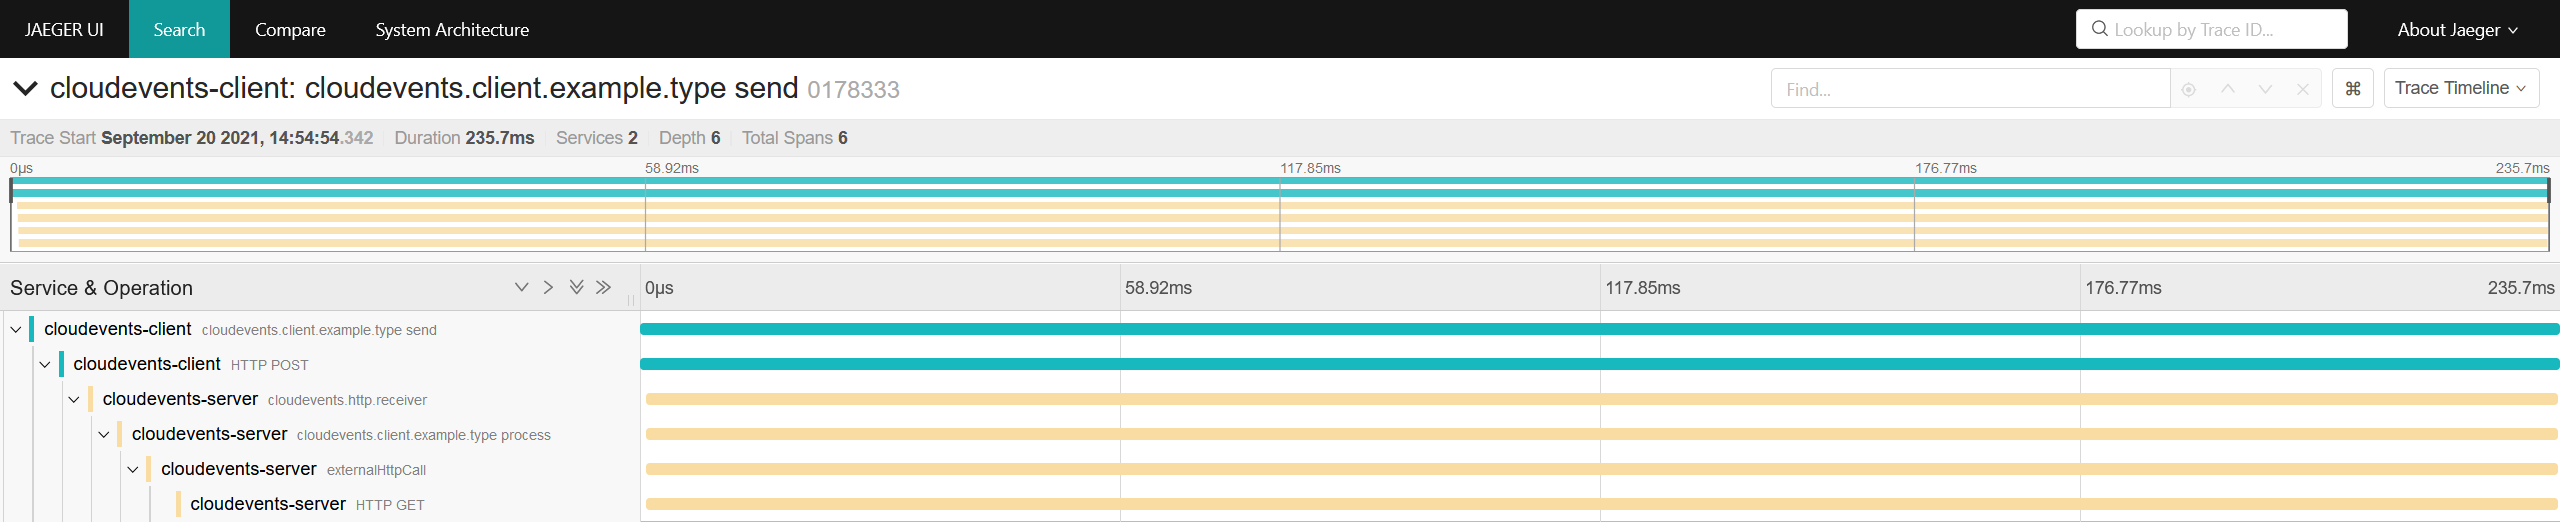 JAEGER UI Search Compare System Architecture Lookup by Trace ID... About Jaeger
cloudevents-client: cloudevents.client.example.type send 0178333 Find... ⌘ Trace Timeline
Trace Start September 20 2021, 14:54:54.342 Duration 235.7ms Services 2 Depth 6 Total Spans 6
0μs 58.92ms 117.85ms 176.77ms 235.7ms
Service & Operation 0μs 58.92ms 117.85ms 176.77ms 235.7ms
cloudevents-client cloudevents.client.example.type send
cloudevents-client HTTP POST
cloudevents-server cloudevents.http.receiver
cloudevents-server cloudevents.client.example.type process
cloudevents-server externalHttpCall
cloudevents-server HTTP GET